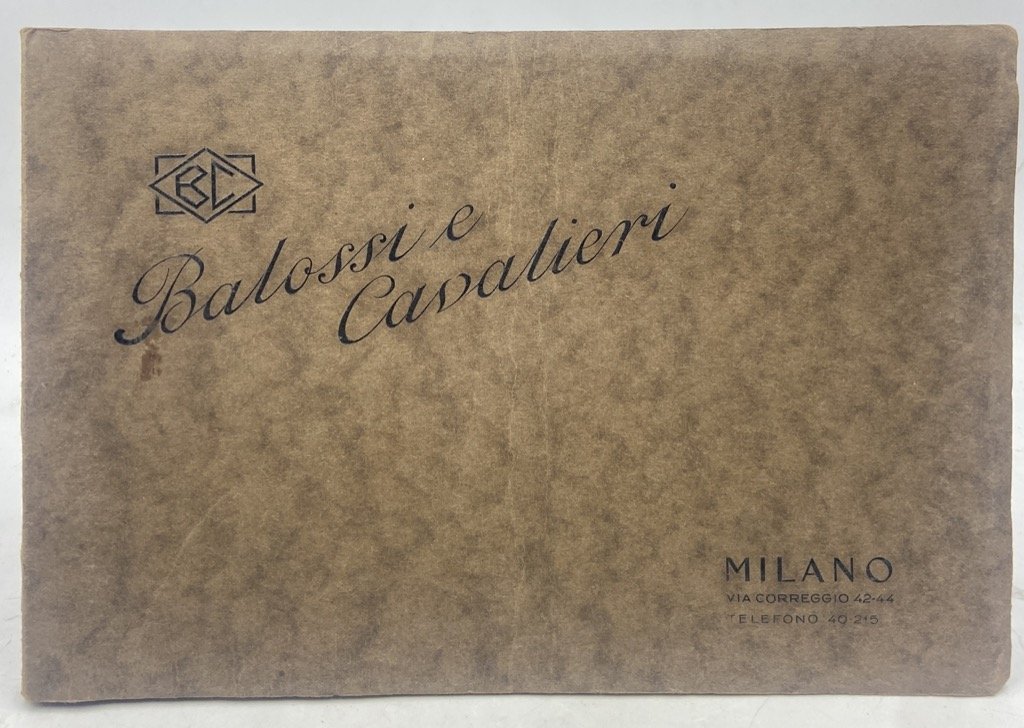 BC
Balossi e
Cavalieri
MILANO
VIA CORREGGIO 42-44
TELEFONO 40-215